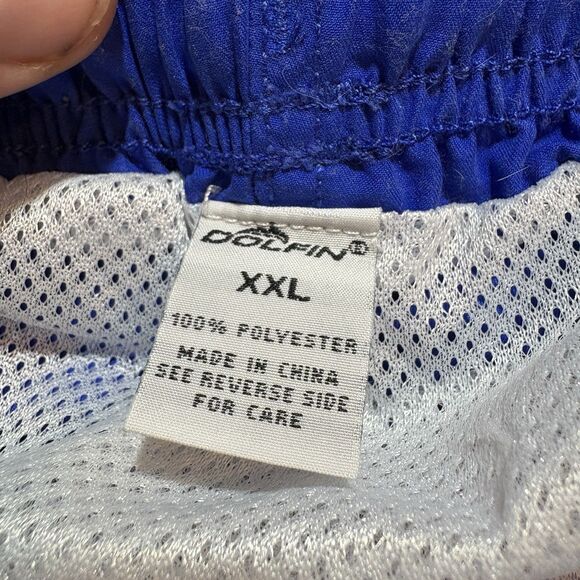 DOLFIN®
XXL
100% POLYESTER
MADE IN CHINA
SEE REVERSE SIDE
FOR CARE